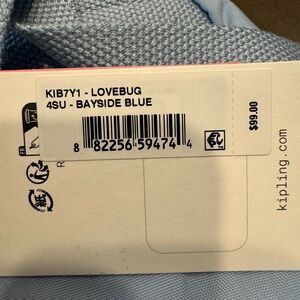 KIB7Y1 - LOVEBUG
4SU - BAYSIDE BLUE
8 82256 59474 4
$99.00
kipling.com